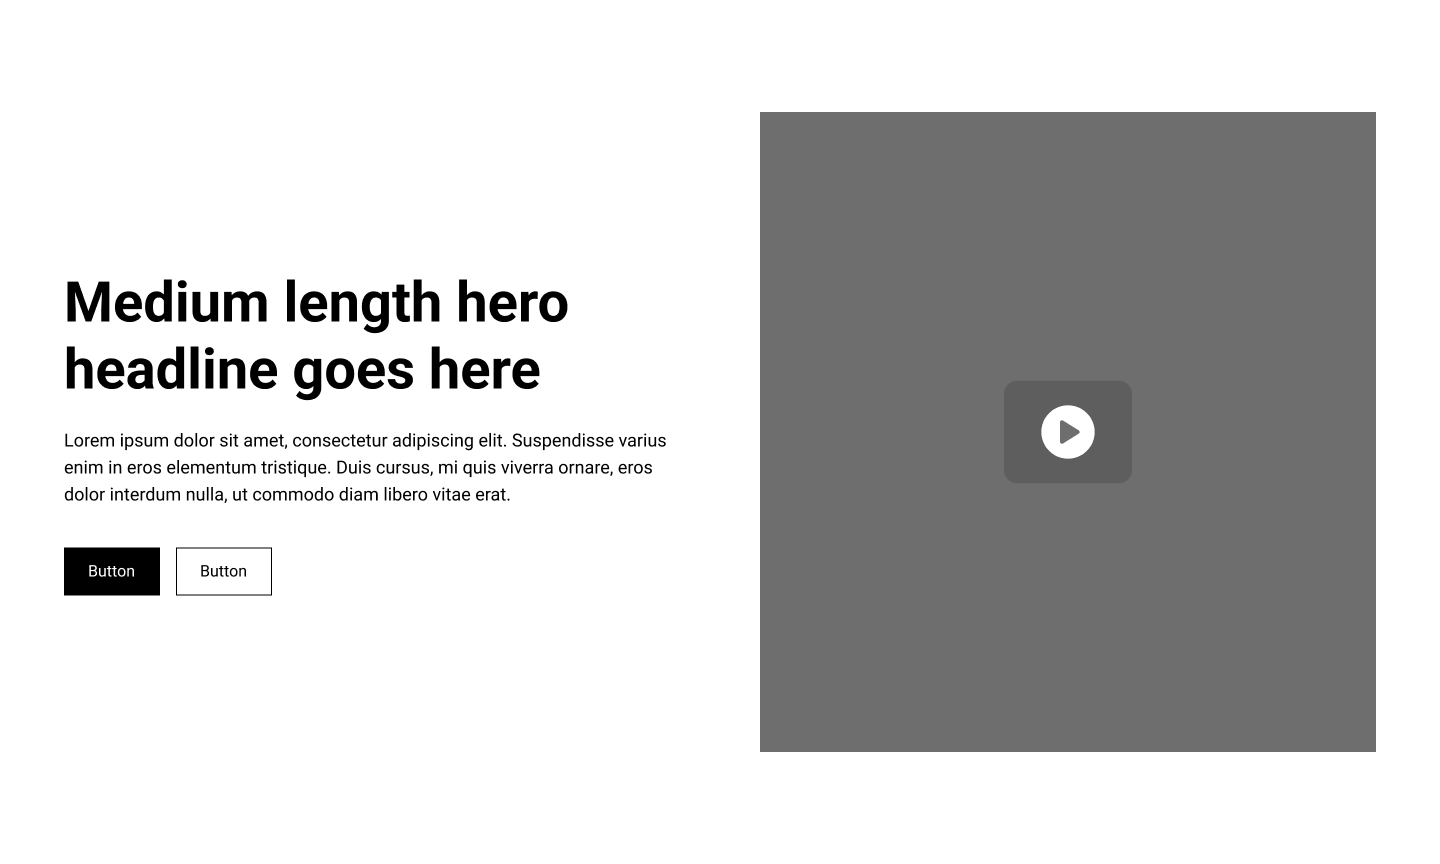 Medium length hero
headline goes here
Lorem ipsum dolor sit amet, consectetur adipiscing elit. Suspendisse varius
enim in eros elementum tristique. Duis cursus, mi quis viverra ornare, eros
dolor interdum nulla, ut commodo diam libero vitae erat.
Button
Button